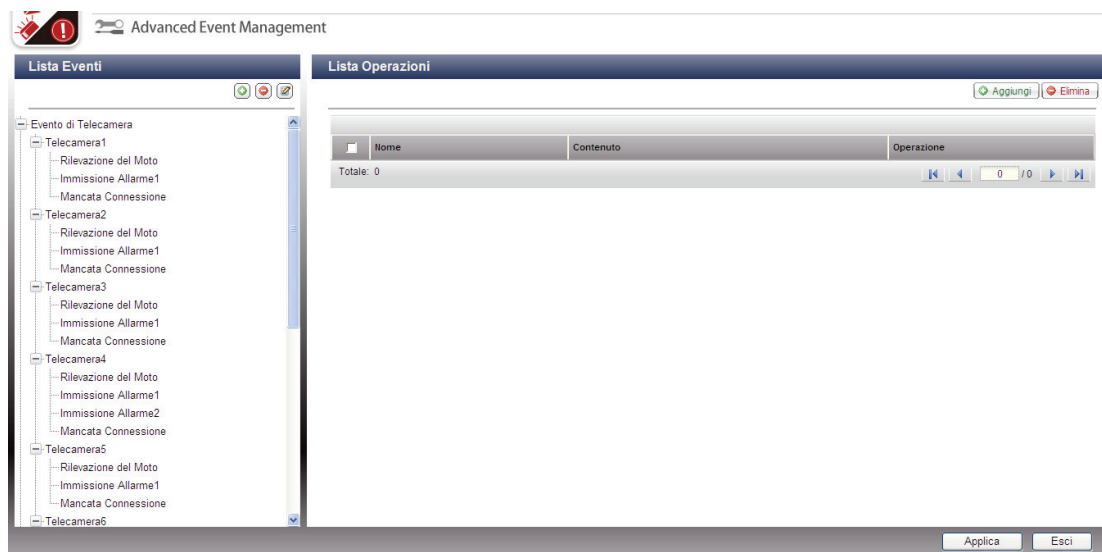 Advanced Event Management
Lista Eventi
Evento di Telecamera
Telecamera1
Rilevazione del Moto
Immissione Allarme1
Mancata Connessione
Telecamera2
Rilevazione del Moto
Immissione Allarme1
Mancata Connessione
Telecamera3
Rilevazione del Moto
Immissione Allarme1
Mancata Connessione
Telecamera4
Rilevazione del Moto
Immissione Allarme1
Immissione Allarme2
Mancata Connessione
Telecamera5
Rilevazione del Moto
Immissione Allarme1
Mancata Connessione
Telecamera6
Lista Operazioni
Aggiungi Elimina
Nome Contenuto Operazione
Totale: 0 0 / 0
Applica Esci